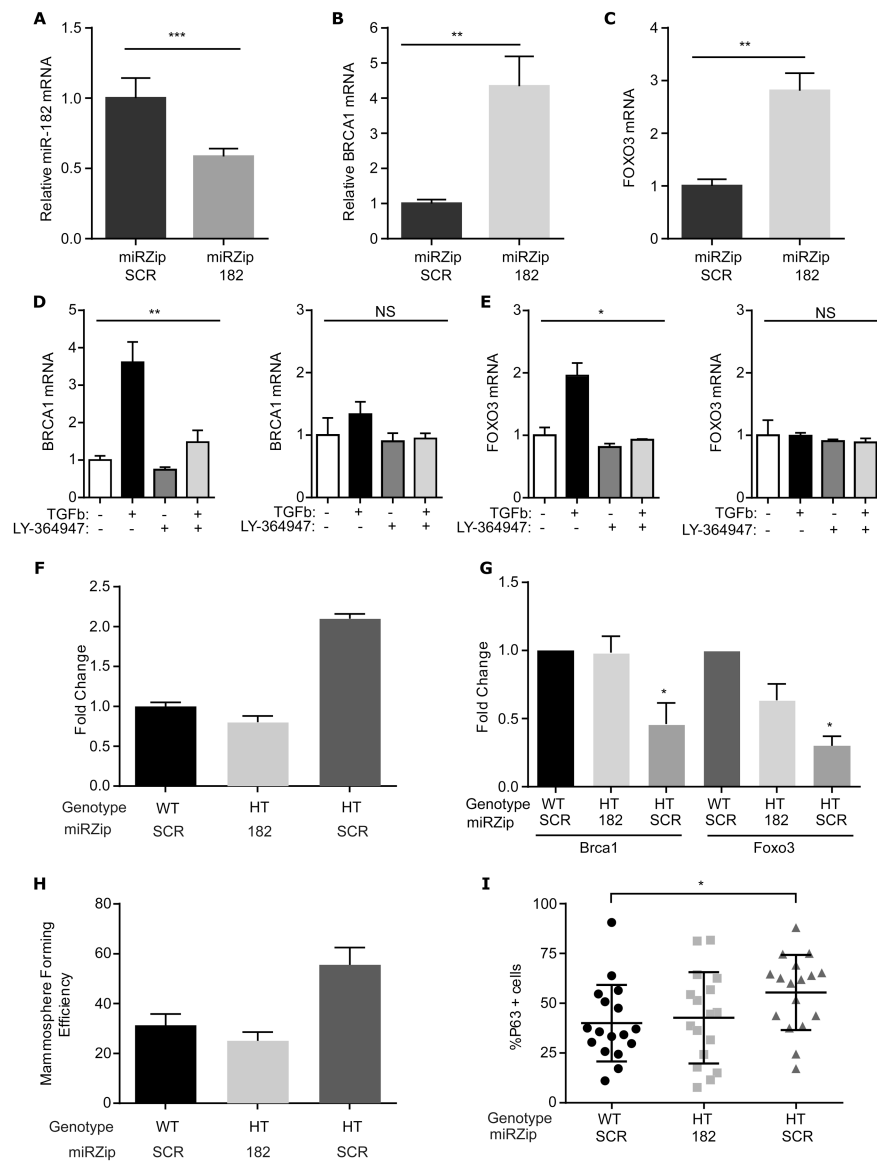 A
Relative miR-182 mRNA
1.5
1.0
0.5
0.0
***
miRZip SCR
miRZip 182
B
Relative BRCA1 mRNA
6
5
4
3
2
1
0
**
miRZip SCR
miRZip 182
C
FOXO3 mRNA
4
3
2
1
0
**
miRZip SCR
miRZip 182
D
BRCA1 mRNA
5
4
3
2
1
0
**
TGFb: - + - +
LY-364947: - - + +
BRCA1 mRNA
3
2
1
0
NS
TGFb: - + - +
LY-364947: - - + +
E
FOXO3 mRNA
3
2
1
0
*
TGFb: - + - +
LY-364947: - - + +
FOXO3 mRNA
3
2
1
0
NS
- + - +
- - + +
F
Fold Change
2.5
2.0
1.5
1.0
0.5
0.0
Genotype WT HT HT
miRZip SCR 182 SCR
G
Fold Change
1.5
1.0
0.5
0.0
*
*
Genotype WT HT HT WT HT HT
miRZip SCR 182 SCR SCR 182 SCR
Brca1 Foxo3
H
Mammosphere Forming
Efficiency
80
60
40
20
0
Genotype WT HT HT
miRZip SCR 182 SCR
I
%P63 + cells
100
75
50
25
0
*
Genotype WT HT HT
miRZip SCR 182 SCR